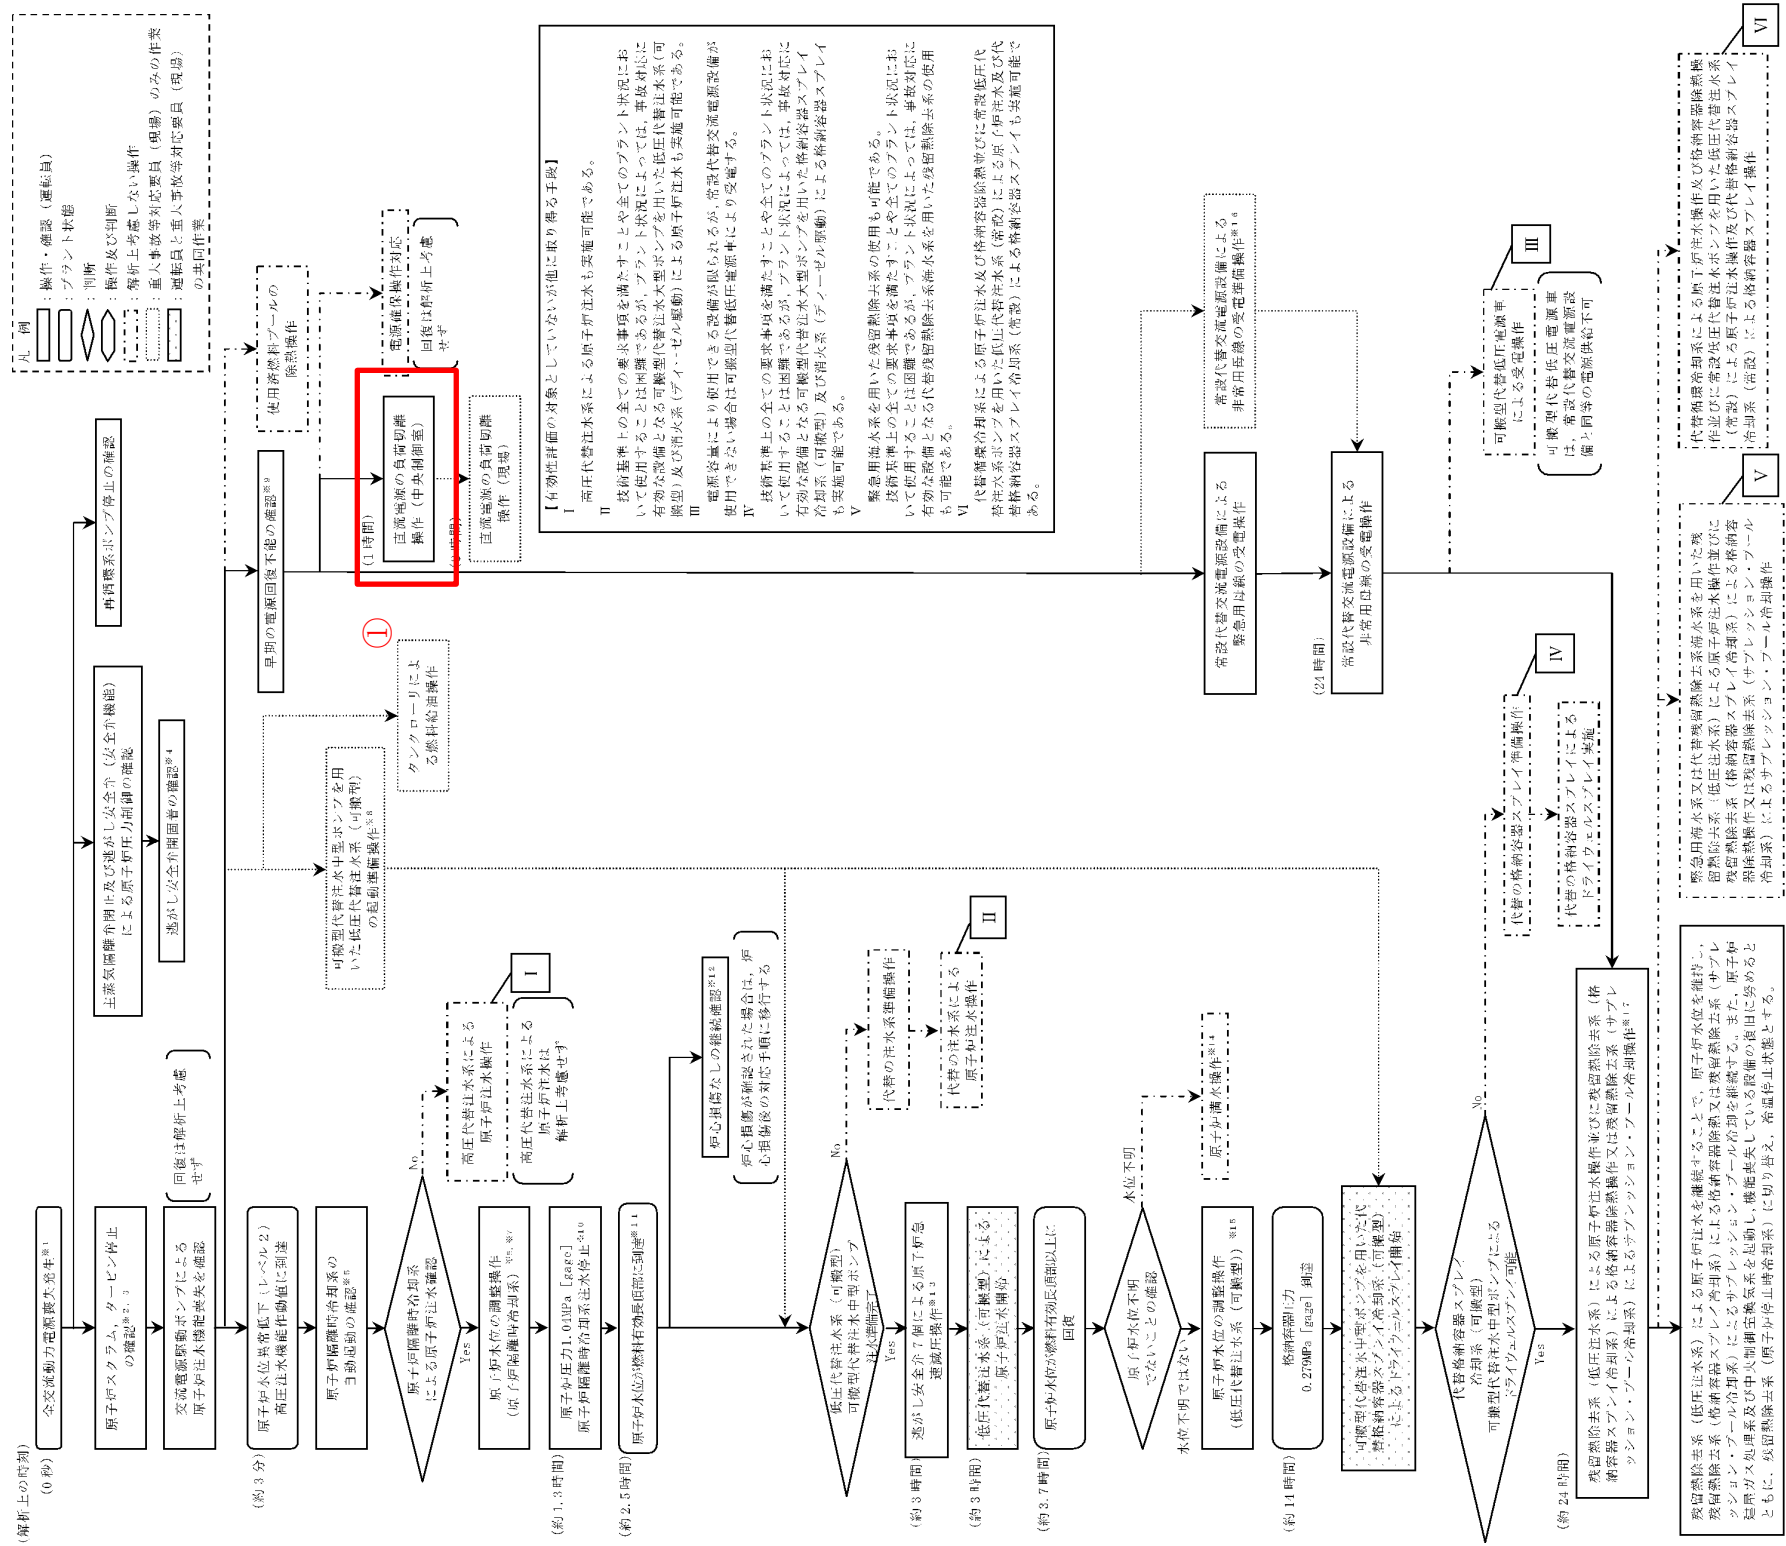 (解析上の時刻)
(0秒)
全交流動力電源喪失発生※1
原子炉スクラム，タービン停止
の確認※2，3
交流電源駆動ポンプによる
原子炉注水機能喪失を確認
回復は解析上考慮
せず
主蒸気隔離弁閉止及び逃がし安全弁（安全弁機能）
による原子炉圧力制御の確認
逃がし安全弁開固着の確認※4
再循環系ポンプ停止の確認
(約3分)
原子炉水位異常低下（レベル2）
高圧注水機能作動値に到達
原子炉隔離時冷却系の
自動起動の確認※5
原子炉隔離時冷却系
による原子炉注水確認
No
Yes
高圧代替注水系による
原子炉注水操作
Ⅰ
高圧代替注水系による
原子炉注水は
解析上考慮せず
原子炉水位の調整操作
（原子炉隔離時冷却系）
(約1.3時間)
原子炉圧力1.04MPa［gage］
原子炉隔離時冷却系注水停止※10
(約2.5時間)
原子炉水位が燃料有効長頂部に到達※11
炉心損傷なしの継続確認※12
炉心損傷が確認された場合は，炉
心損傷後の対応手順に移行する
低圧代替注水系（可搬型）
可搬型代替注水中型ポンプ
注水準備完了
No
Yes
代替の注水系準備操作
代替の注水系による
原子炉注水操作
Ⅱ
(約3時間)
逃がし安全弁7個による原子炉急
速減圧操作※13
(約3時間)
低圧代替注水系（可搬型）による
原子炉注水開始
(約3.7時間)
原子炉水位が燃料有効長頂部以上に
回復
原子炉水位不明
でないことの確認
水位不明
水位不明ではない
原子炉満水操作※14
原子炉水位の調整操作
（低圧代替注水系（可搬型））※15
(約14時間)
格納容器圧力
0.279MPa［gage］到達
可搬型代替注水中型ポンプを用いた代
替格納容器スプレイ冷却系（可搬型）
によるドライウェルスプレイ開始
代替格納容器スプレイ
冷却系（可搬型）
可搬型代替注水中型ポンプによる
ドライウェルスプレイ可能
No
Yes
代替の格納容器スプレイ準備操作
Ⅳ
代替の格納容器スプレイによる
ドライウェルスプレイ実施
(約24時間)
残留熱除去系（低圧注水系）による原子炉注水操作並びに残留熱除去系（格
納容器スプレイ冷却系）による格納容器除熱操作又は残留熱除去系（サプレ
ッション・プール冷却系）によるサプレッション・プール冷却操作※17
残留熱除去系（低圧注水系）による原子炉注水を継続することで，原子炉水位を維持し，
残留熱除去系（格納容器スプレイ冷却系）による格納容器除熱又は残留熱除去系（サプレ
ッション・プール冷却系）によるサプレッション・プール冷却を継続する。また，原子炉
建屋ガス処理系及び中央制御室換気系を起動し，機能喪失している設備の復旧に努めると
ともに，残留熱除去系（原子炉停止時冷却系）に切り替え，冷温停止状態とする。
可搬型代替注水中型ポンプを用
いた低圧代替注水系（可搬型）
の起動準備操作※8
タンクローリによ
る燃料給油操作
早期の電源回復不能の確認※9
使用済燃料プールの
除熱操作
①
(1時間)
直流電源の負荷切離
操作（中央制御室）
直流電源の負荷切離
操作（現場）
電源確保操作対応
回復は解析上考慮
せず
常設代替交流電源設備による
緊急用母線の受電操作
(24時間)
常設代替交流電源設備による
非常用母線の受電操作
常設代替交流電源設備による
非常用母線の受電準備操作※16
可搬型代替低圧電源車
による受電操作
Ⅲ
可搬型代替低圧電源車
は，常設代替交流電源設
備と同等の電源供給不可
緊急用海水系又は代替残留熱除去系海水系を用いた残
留熱除去系（低圧注水系）による原子炉注水操作並びに
残留熱除去系（格納容器スプレイ冷却系）による格納容
器除熱操作又は残留熱除去系（サプレッション・プール
冷却系）によるサプレッション・プール冷却操作
Ⅴ
代替循環冷却系による原子炉注水操作及び格納容器除熱操
作並びに常設低圧代替注水系ポンプを用いた低圧代替注水系
（常設）による原子炉注水操作及び代替格納容器スプレイ
冷却系（常設）による格納容器スプレイ操作
Ⅵ
【有効性評価の対象としていないが他に取り得る手段】
Ⅰ
高圧代替注水系による原子炉注水も実施可能である。
Ⅱ
技術基準上の全ての要求事項を満たすことや全てのプラント状況にお
いて使用することは困難であるが，プラント状況によっては，事故対応に
有効な設備となる可搬型代替注水大型ポンプを用いた低圧代替注水系（可
搬型）及び消火系（ディーゼル駆動）による原子炉注水も実施可能である。
Ⅲ
電源容量により使用できる設備が限られるが，常設代替交流電源設備が
使用できない場合は可搬型代替低圧電源車により受電する。
Ⅳ
技術基準上の全ての要求事項を満たすことや全てのプラント状況にお
いて使用することは困難であるが，プラント状況によっては，事故対応に
有効な設備となる可搬型代替注水大型ポンプを用いた格納容器スプレイ
冷却系（可搬型）及び消火系（ディーゼル駆動）による格納容器スプレイ
も実施可能である。
Ⅴ
緊急用海水系を用いた残留熱除去系の使用も可能である。
技術基準上の全ての要求事項を満たすことや全てのプラント状況にお
いて使用することは困難であるが，プラント状況によっては，事故対応に
有効な設備となる代替残留熱除去系海水系を用いた残留熱除去系の使用
も可能である。
Ⅵ
代替循環冷却系による原子炉注水及び格納容器除熱並びに常設低圧代
替注水系ポンプを用いた低圧代替注水系（常設）による原子炉注水及び代
替格納容器スプレイ冷却系（常設）による格納容器スプレイも実施可能で
ある。
凡 例
：操作・確認（運転員）
：プラント状態
：判断
：操作及び判断
：解析上考慮しない操作
：重大事故等対応要員（現場）のみの作業
：運転員と重大事故等対応要員（現場）
の共同作業